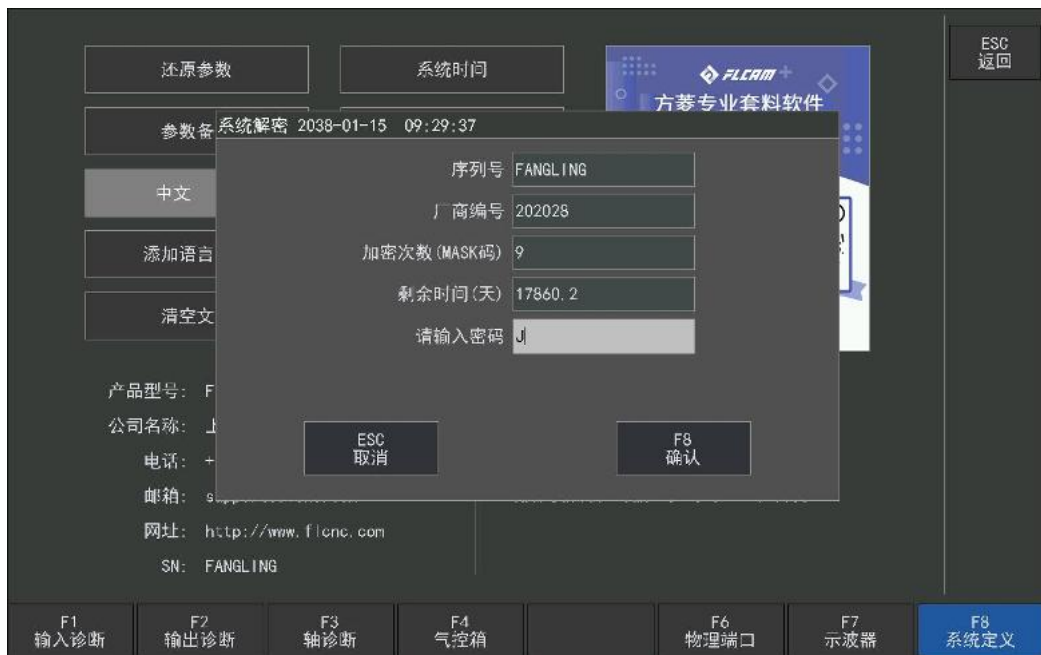 还原参数
系统时间
FLCAM+
方菱专业套料软件
ESC
返回
参数备
系统解密 2038-01-15 09:29:37
中文
添加语言
清空文
序列号 FANGLING
厂商编号 202028
加密次数(MASK码) 9
剩余时间(天) 17860.2
请输入密码 J
ESC
取消
F8
确认
产品型号: F
公司名称: 上
电话: +
邮箱:
网址: http://www.flcnc.com
SN: FANGLING
F1
输入诊断
F2
输出诊断
F3
轴诊断
F4
气控箱
F6
物理端口
F7
示波器
F8
系统定义